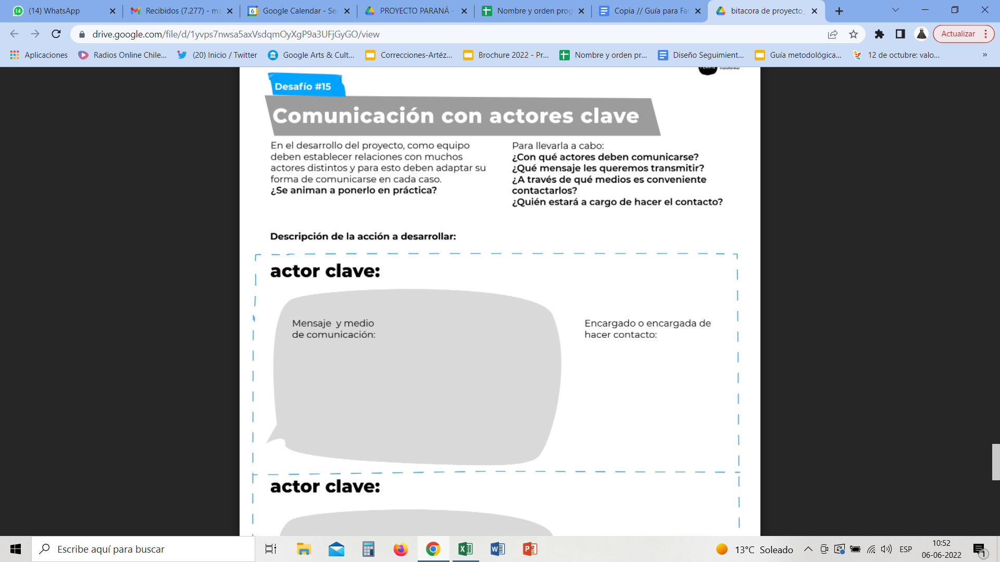 14
(14) WhatsApp
Recibidos (7.277) - ma
6
Google Calendar - Ser
PROYECTO PARANÁ -
Nombre y orden prog
Copia // Guía para Fac
bitacora de proyecto_
drive.google.com/file/d/1yvps7nwsa5axVsdqmOyXgP9a3UFjGyGO/view
Actualizar
Aplicaciones
Radios Online Chile...
(20) Inicio / Twitter
Google Arts & Cult...
Correcciones-Artéz...
Brochure 2022 - Pr...
Nombre y orden pr...
Diseño Seguimient...
Guía metodológica...
12 de octubre: valo...
»
transformar
Desafío #15
Comunicación con actores clave
En el desarrollo del proyecto, como equipo
deben establecer relaciones con muchos
actores distintos y para esto deben adaptar su
forma de comunicarse en cada caso.
¿Se animan a ponerlo en práctica?
Para llevarla a cabo:
¿Con qué actores deben comunicarse?
¿Qué mensaje les queremos transmitir?
¿A través de qué medios es conveniente
contactarlos?
¿Quién estará a cargo de hacer el contacto?
Descripción de la acción a desarrollar:
actor clave:
Mensaje y medio
de comunicación:
Encargado o encargada de
hacer contacto:
actor clave:
Escribe aquí para buscar
13°C Soleado
ESP
10:52
06-06-2022
1